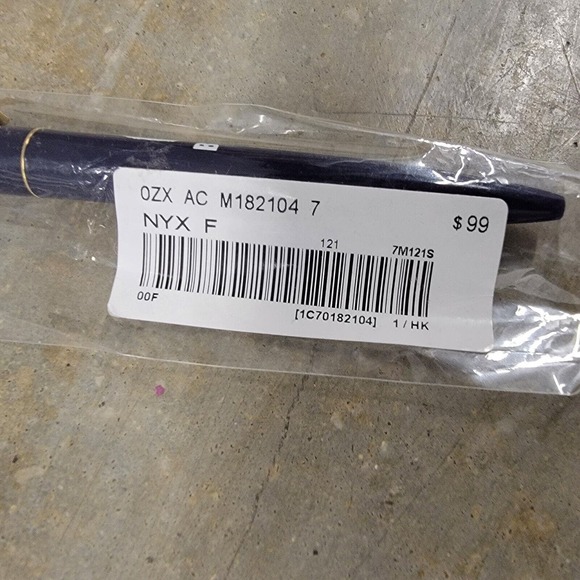 0ZX AC M182104 7
$99
NYX F
121 7M121S
00F
[1C70182104] 1/HK